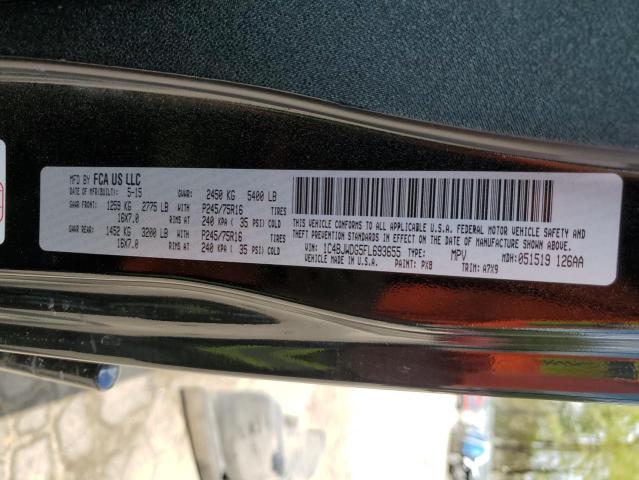 MFD BY FCA US LLC
DATE OF MFR(BUILT): 5-15 GVWR: 2450 KG 5400 LB
GAWR FRONT: 1259 KG 2775 LB WITH P245/75R16 TIRES
16X7.0 RIMS AT 240 KPA ( 35 PSI) COLD
GAWR REAR: 1452 KG 3200 LB WITH P245/75R16 TIRES
16X7.0 RIMS AT 240 KPA ( 35 PSI) COLD
THIS VEHICLE CONFORMS TO ALL APPLICABLE U.S.A. FEDERAL MOTOR VEHICLE SAFETY AND
THEFT PREVENTION STANDARDS IN EFFECT ON THE DATE OF MANUFACTURE SHOWN ABOVE.
VIN: 1C4BJWDG5FL693655 TYPE: MPV MDH: 051519 126AA
VEHICLE MADE IN U.S.A. PAINT: PX8 TRIM: A7X9